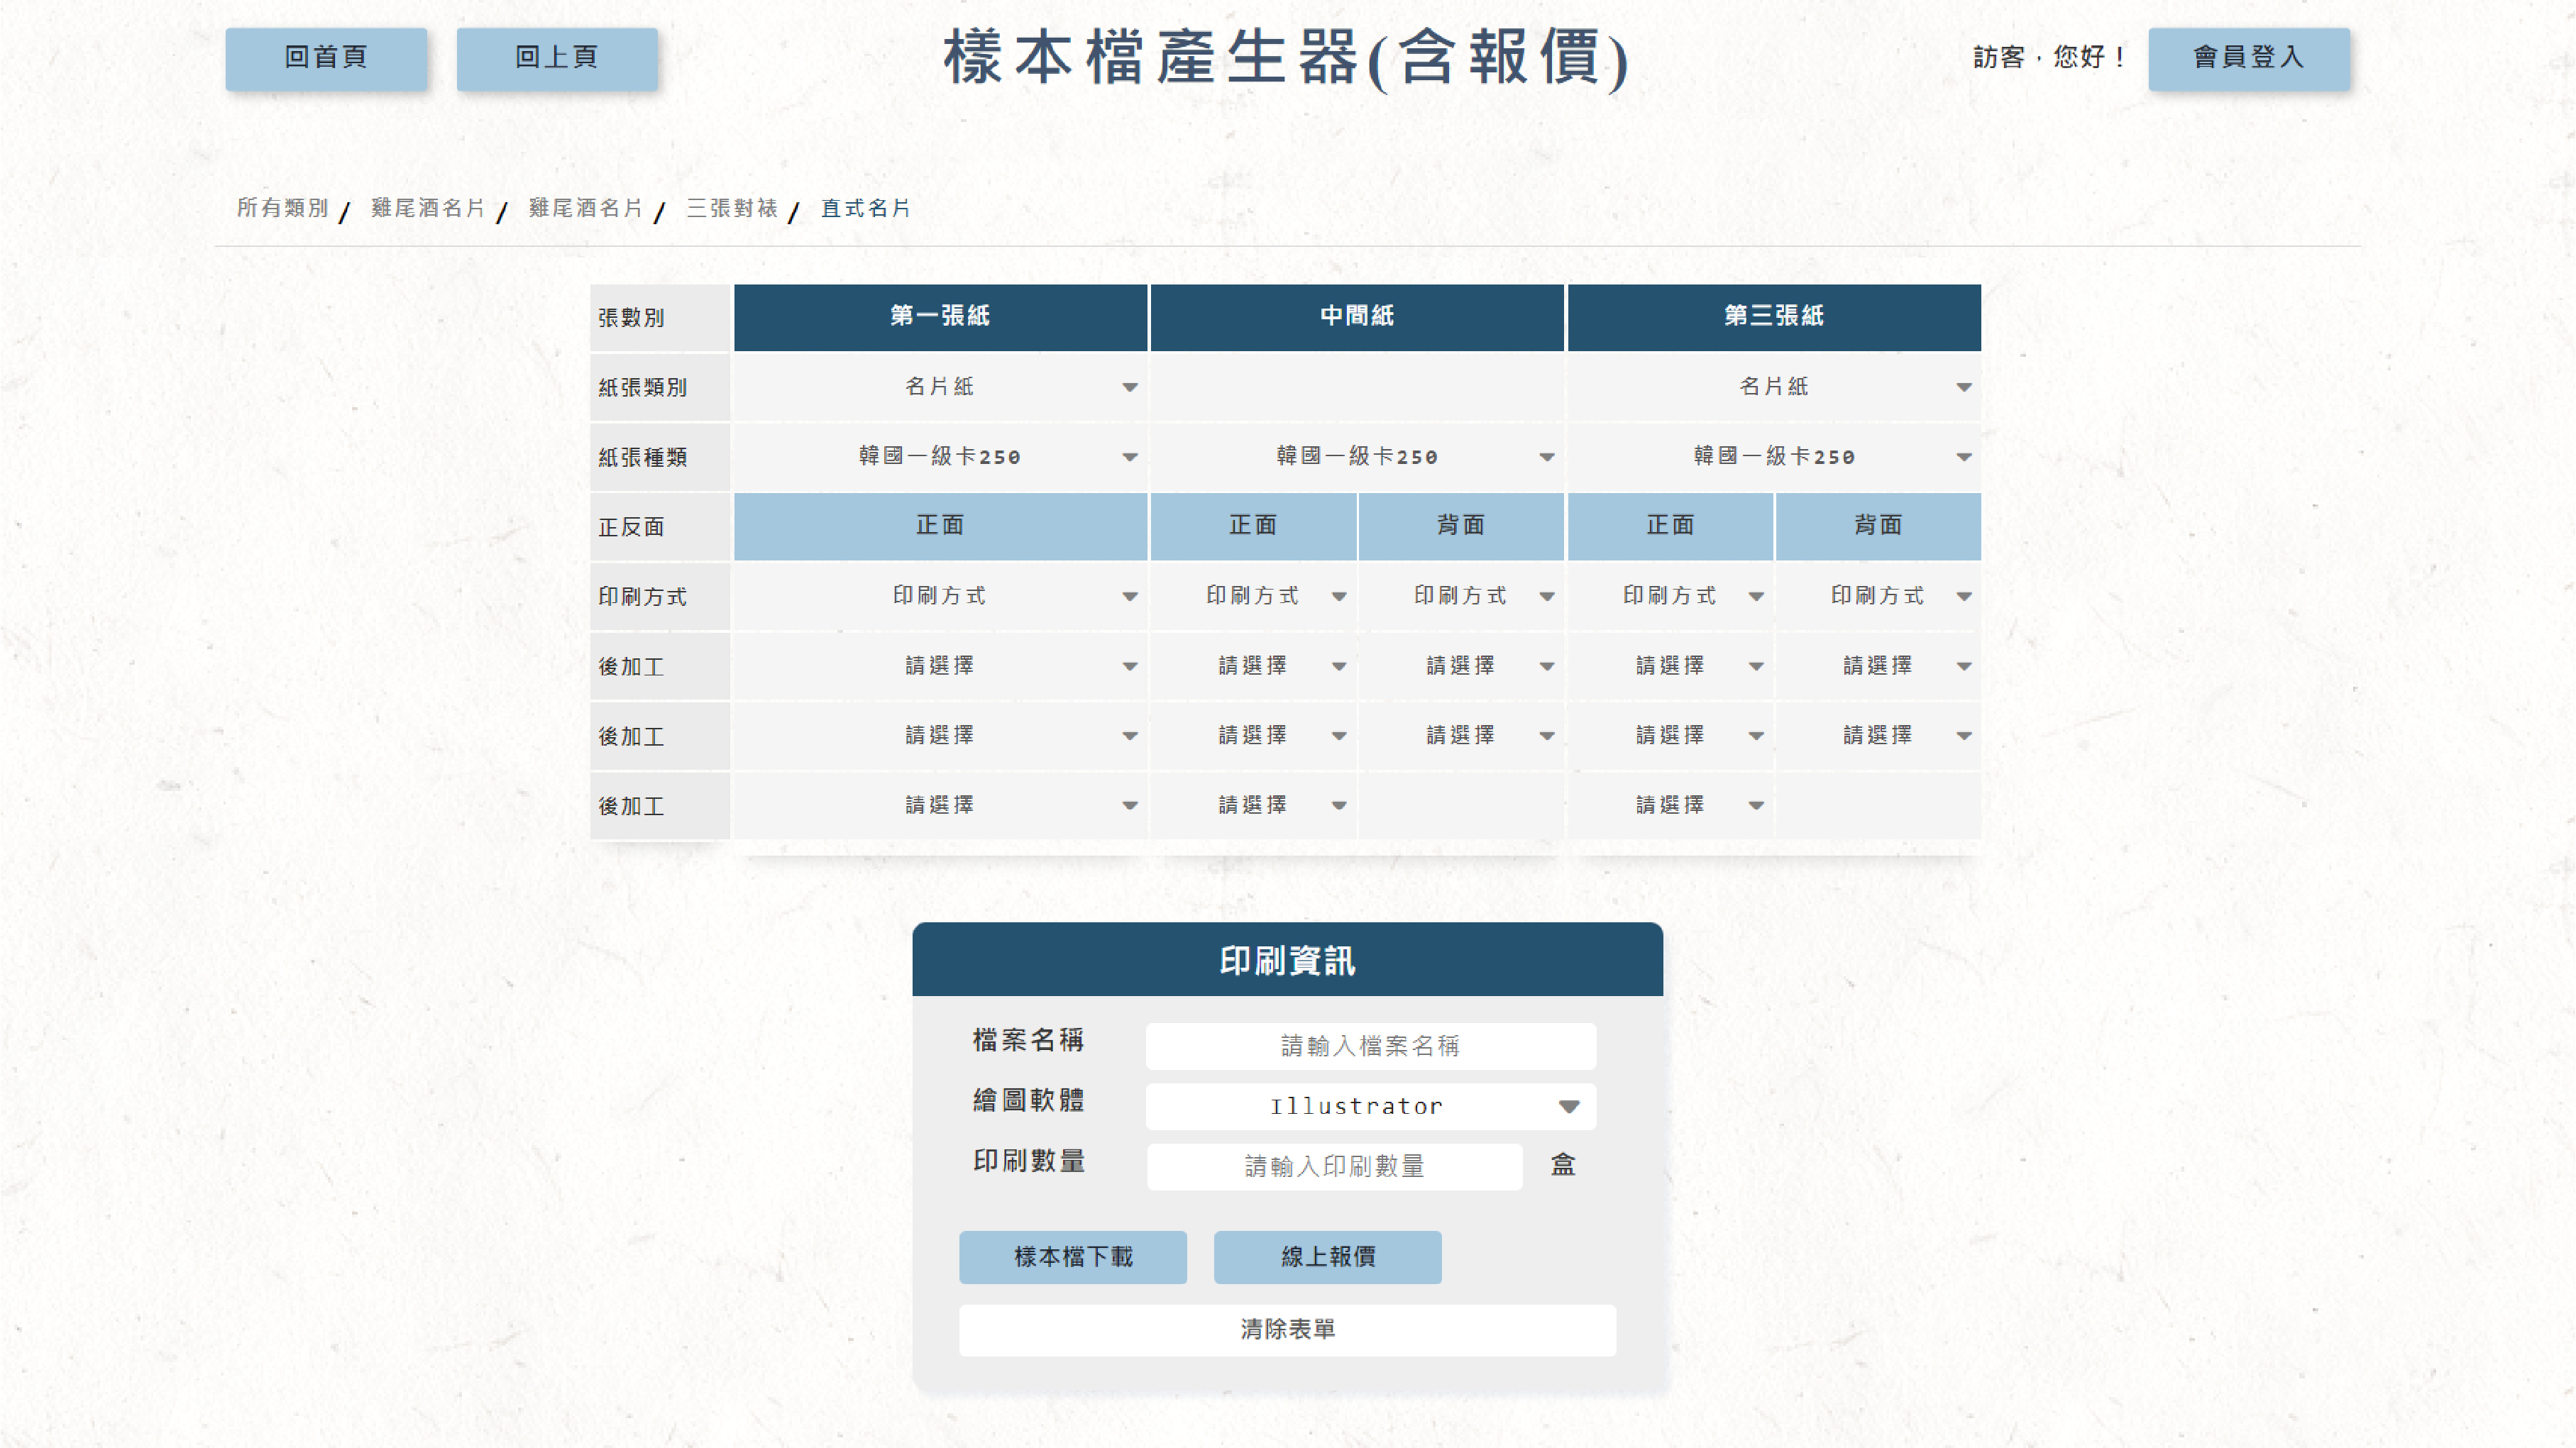 回首頁 回上頁 樣本檔產生器(含報價) 訪客，您好！ 會員登入
所有類別 / 雞尾酒名片 / 雞尾酒名片 / 三張對裱 / 直式名片
張數別 第一張紙 中間紙 第三張紙
紙張類別 名片紙 名片紙
紙張種類 韓國一級卡250 韓國一級卡250 韓國一級卡250
正反面 正面 正面 背面 正面 背面
印刷方式 印刷方式 印刷方式 印刷方式 印刷方式 印刷方式
後加工 請選擇 請選擇 請選擇 請選擇 請選擇
後加工 請選擇 請選擇 請選擇 請選擇 請選擇
後加工 請選擇 請選擇 請選擇
印刷資訊
檔案名稱 請輸入檔案名稱
繪圖軟體 Illustrator
印刷數量 請輸入印刷數量 盒
樣本檔下載 線上報價
清除表單